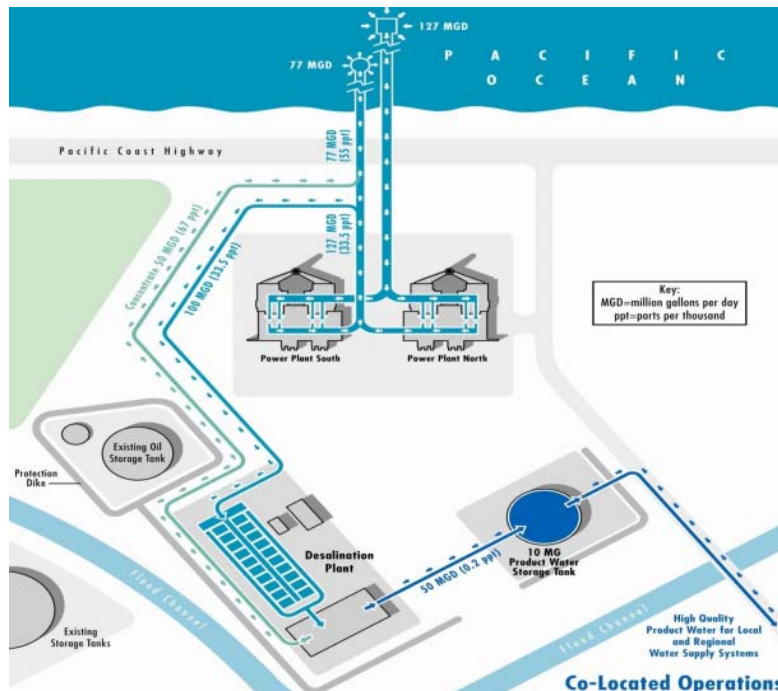 127 MGD
77 MGD
PACIFIC
OCEAN
Pacific Coast Highway
77 MGD
(55 ppt)
127 MGD
(33.5 ppt)
Concentrate 50 MGD (67 ppt)
100 MGD (33.5 ppt)
Key:
MGD=million gallons per day
ppt=parts per thousand
Power Plant South
Power Plant North
Existing Oil
Storage Tank
Protection
Dike
Desalination
Plant
10 MG
Product Water
Storage Tank
50 MGD (0.2 ppt)
Flood Channel
Flood Channel
Existing
Storage Tanks
High Quality
Product Water for Local
and Regional
Water Supply Systems
Co-Located Operations